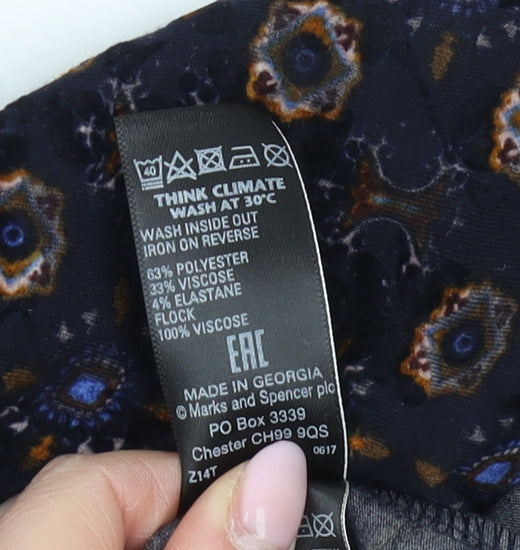 40
THINK CLIMATE
WASH AT 30°C
WASH INSIDE OUT
IRON ON REVERSE
63% POLYESTER
33% VISCOSE
4% ELASTANE
FLOCK
100% VISCOSE
EAC
MADE IN GEORGIA
© Marks and Spencer plc
PO Box 3339
Chester CH99 9QS
0617
Z14T